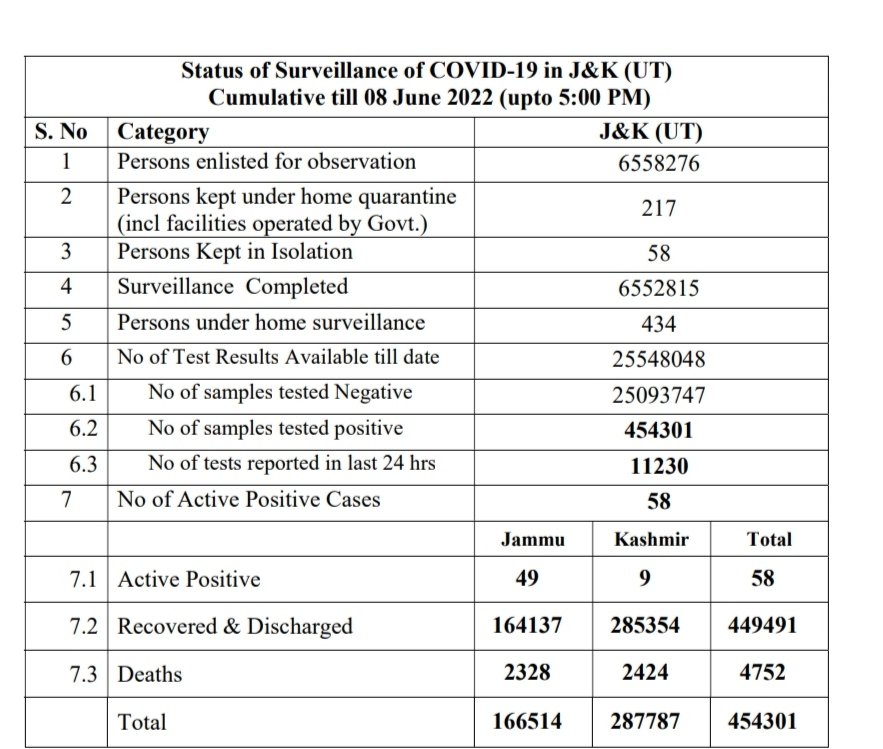 Status of Surveillance of COVID-19 in J&K (UT)
Cumulative till 08 June 2022 (upto 5:00 PM)
S. No Category J&K (UT)
1 Persons enlisted for observation 6558276
2 Persons kept under home quarantine
(incl facilities operated by Govt.) 217
3 Persons Kept in Isolation 58
4 Surveillance Completed 6552815
5 Persons under home surveillance 434
6 No of Test Results Available till date 25548048
6.1 No of samples tested Negative 25093747
6.2 No of samples tested positive 454301
6.3 No of tests reported in last 24 hrs 11230
7 No of Active Positive Cases 58
Jammu Kashmir Total
7.1 Active Positive 49 9 58
7.2 Recovered & Discharged 164137 285354 449491
7.3 Deaths 2328 2424 4752
Total 166514 287787 454301